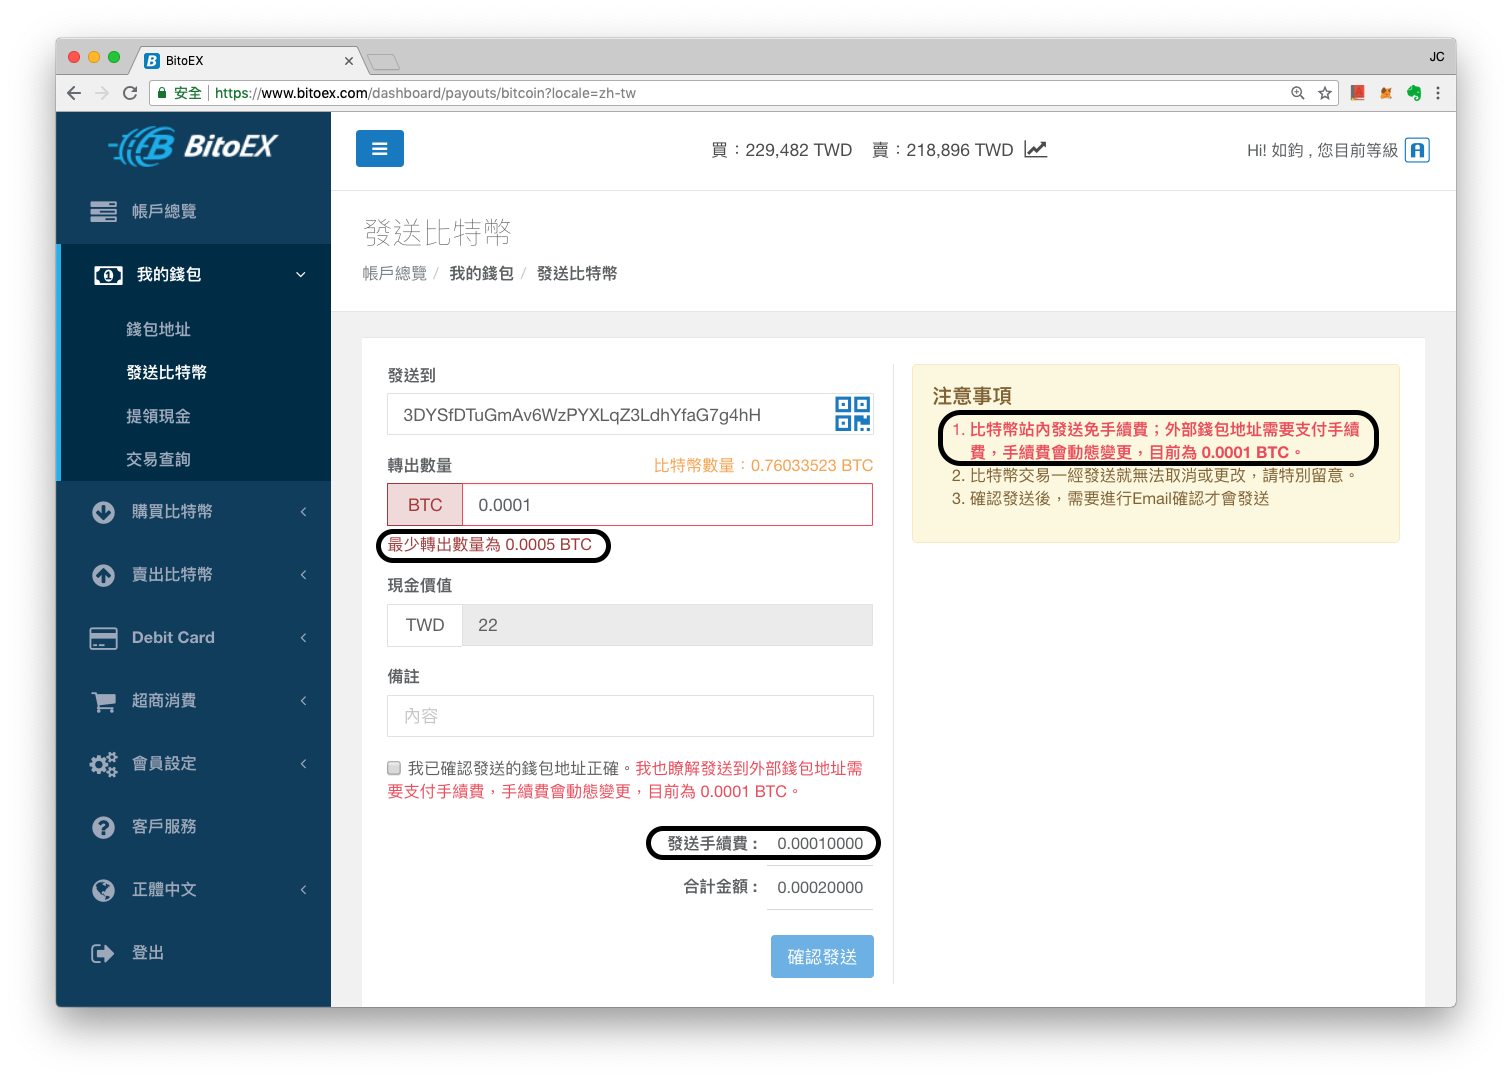 BitoEX
JC
安全 https://www.bitoex.com/dashboard/payouts/bitcoin?locale=zh-tw
BitoEX
買：229,482 TWD 賣：218,896 TWD
Hi! 如鈞 , 您目前等級
帳戶總覽
我的錢包
錢包地址
發送比特幣
提領現金
交易查詢
購買比特幣
賣出比特幣
Debit Card
超商消費
會員設定
客戶服務
正體中文
登出
發送比特幣
帳戶總覽 / 我的錢包 / 發送比特幣
發送到
3DYSfDTuGmAv6WzPYXLqZ3LdhYfaG7g4hH
轉出數量 比特幣數量：0.76033523 BTC
BTC 0.0001
最少轉出數量為 0.0005 BTC
現金價值
TWD 22
備註
內容
我已確認發送的錢包地址正確。我也瞭解發送到外部錢包地址需
要支付手續費，手續費會動態變更，目前為 0.0001 BTC。
發送手續費： 0.00010000
合計金額： 0.00020000
確認發送
注意事項
1. 比特幣站內發送免手續費；外部錢包地址需要支付手續
費，手續費會動態變更，目前為 0.0001 BTC。
2. 比特幣交易一經發送就無法取消或更改，請特別留意。
3. 確認發送後，需要進行Email確認才會發送